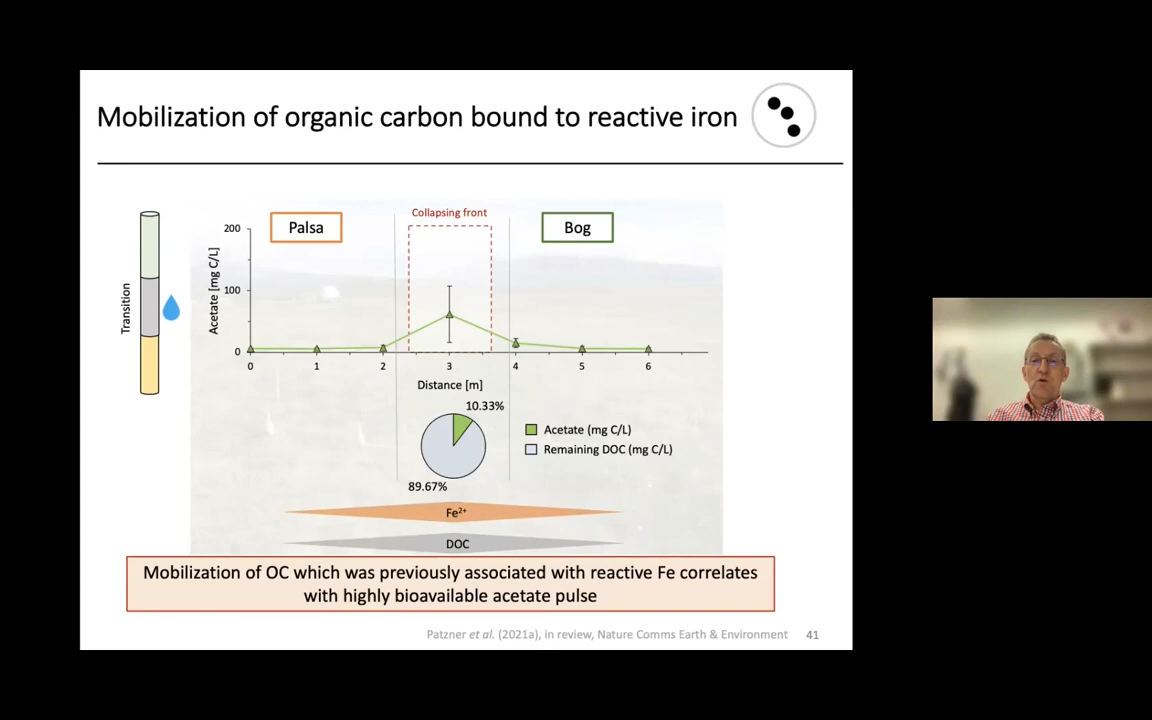 Mobilization of organic carbon bound to reactive iron
Transition
Palsa
Collapsing front
Bog
Acetate [mg C/L]
200
100
0
0 1 2 3 4 5 6
Distance [m]
10.33%
89.67%
Acetate (mg C/L)
Remaining DOC (mg C/L)
Fe²⁺
DOC
Mobilization of OC which was previously associated with reactive Fe correlates
with highly bioavailable acetate pulse
Patzner et al. (2021a), in review, Nature Comms Earth & Environment 41